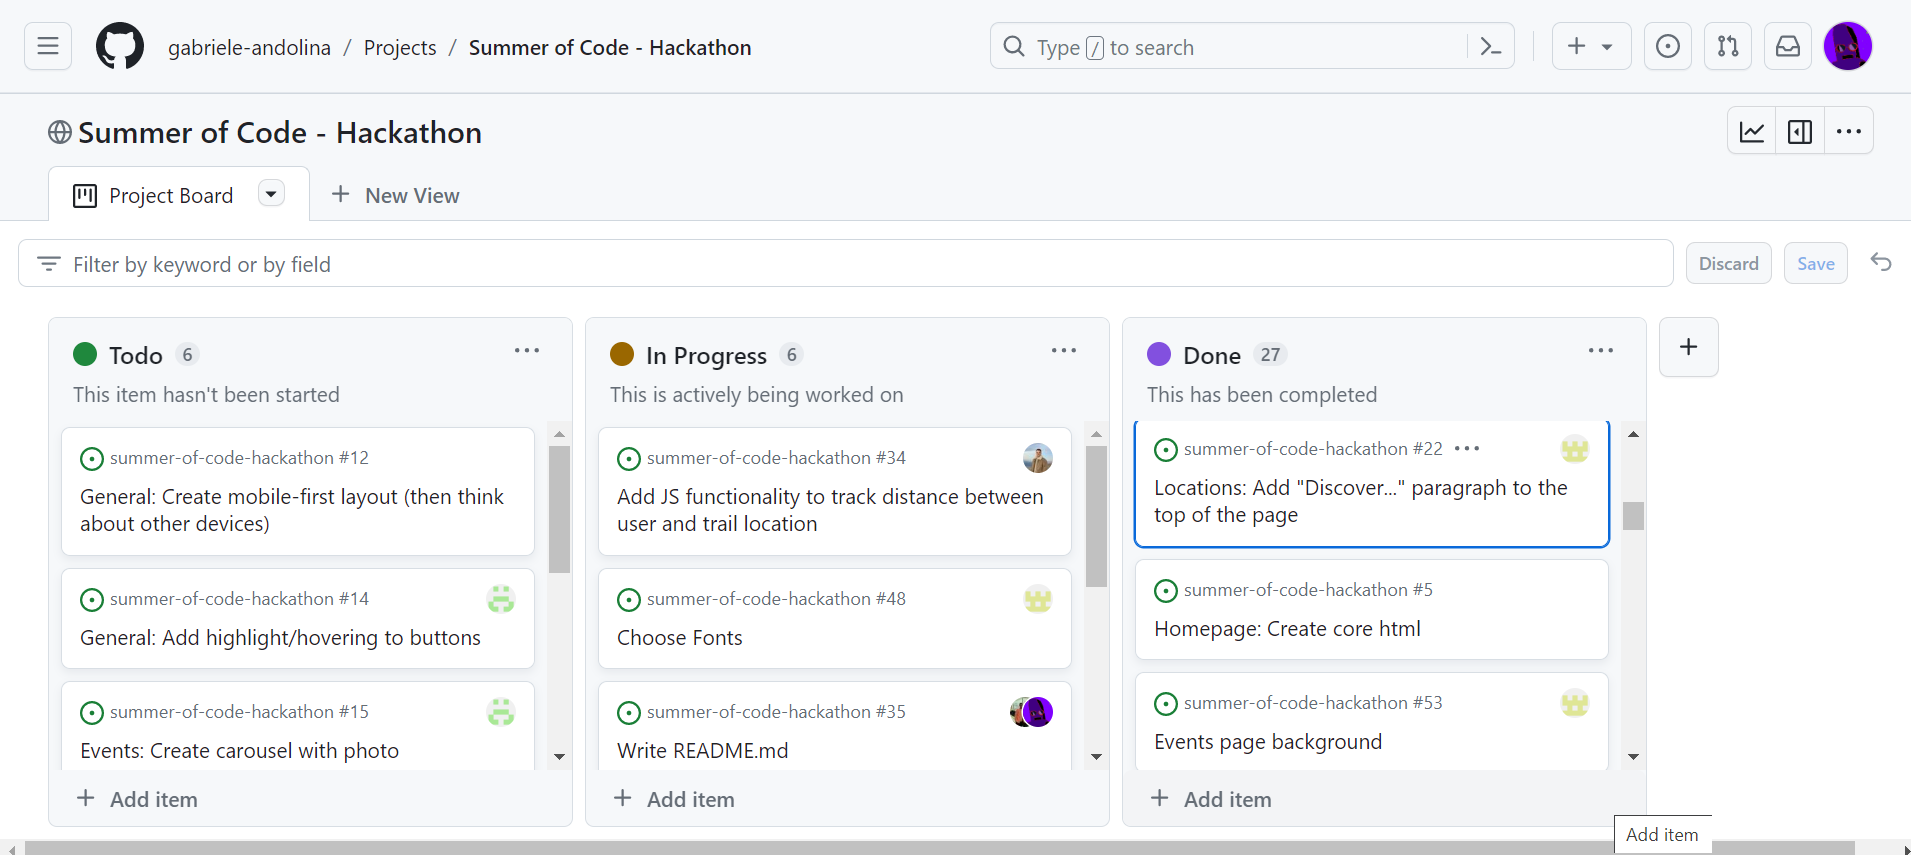 gabriele-andolina / Projects / Summer of Code - Hackathon
Type / to search
Summer of Code - Hackathon
Project Board
New View
Filter by keyword or by field
Discard
Save
Todo 6
This item hasn't been started
summer-of-code-hackathon #12
General: Create mobile-first layout (then think
about other devices)
summer-of-code-hackathon #14
General: Add highlight/hovering to buttons
summer-of-code-hackathon #15
Events: Create carousel with photo
Add item
In Progress 6
This is actively being worked on
summer-of-code-hackathon #34
Add JS functionality to track distance between
user and trail location
summer-of-code-hackathon #48
Choose Fonts
summer-of-code-hackathon #35
Write README.md
Add item
Done 27
This has been completed
summer-of-code-hackathon #22
Locations: Add "Discover..." paragraph to the
top of the page
summer-of-code-hackathon #5
Homepage: Create core html
summer-of-code-hackathon #53
Events page background
Add item
Add item